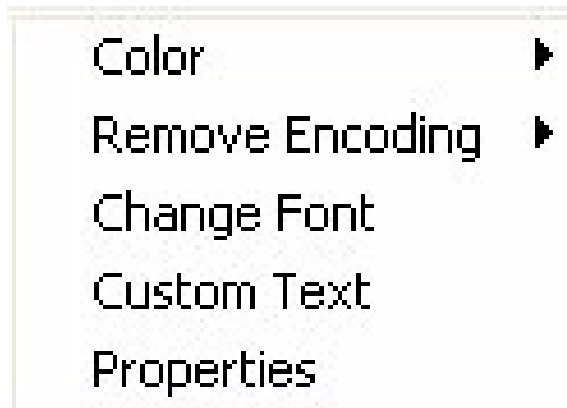 Color
Remove Encoding
Change Font
Custom Text
Properties